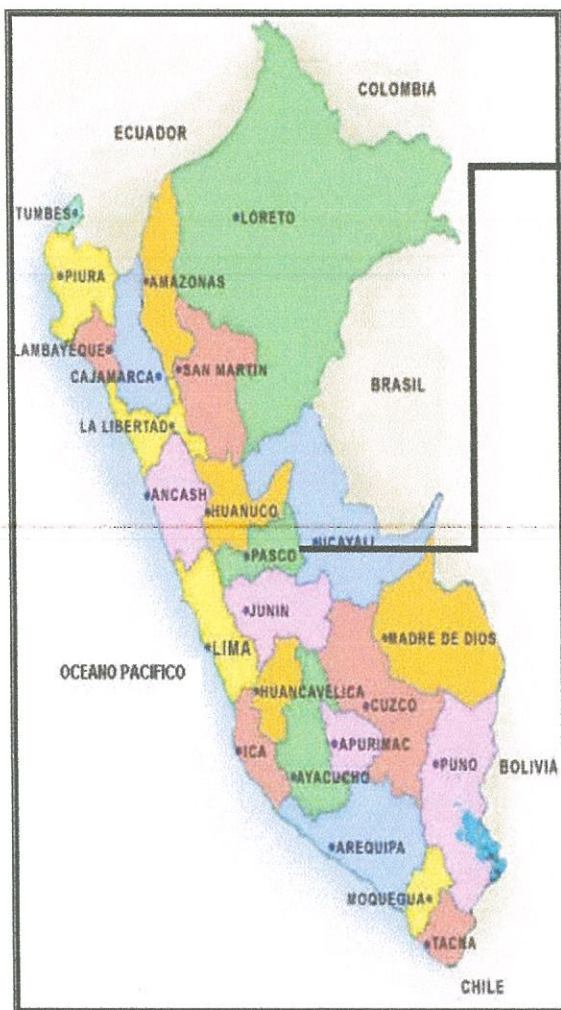 COLOMBIA
ECUADOR
TUMBES
LORETO
PIURA
AMAZONAS
LAMBAYEQUE
SAN MARTIN
CAJAMARCA
BRASIL
LA LIBERTAD
ANCASH
HUANUCO
UCAYALI
PASCO
JUNIN
MADRE DE DIOS
LIMA
OCEANO PACIFICO
HUANCAVELICA
CUZCO
ICA
APURIMAC
PUNO
BOLIVIA
AYACUCHO
AREQUIPA
MOQUEGUA
TACNA
CHILE